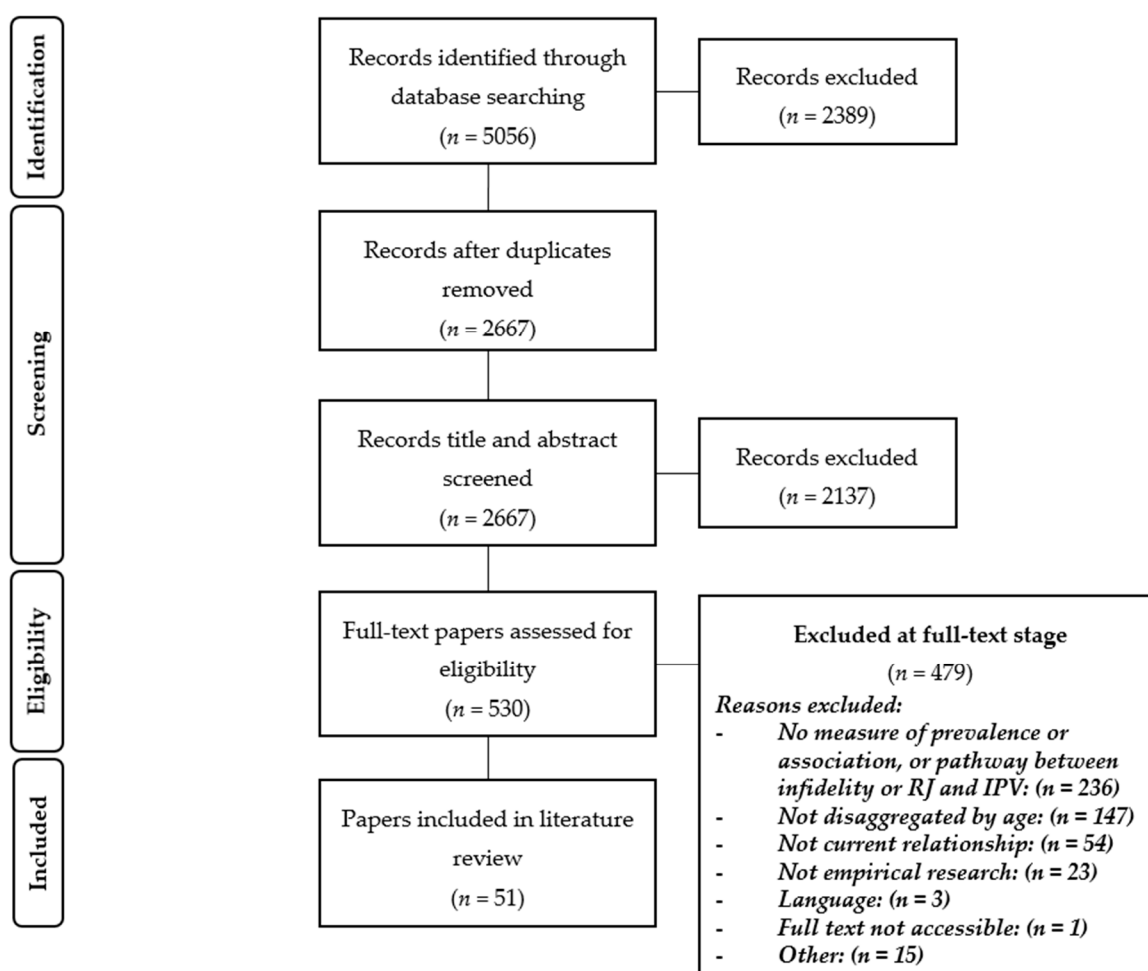 Identification
Records identified through
database searching
(n = 5056)
Records excluded
(n = 2389)
Screening
Records after duplicates
removed
(n = 2667)
Records title and abstract
screened
(n = 2667)
Records excluded
(n = 2137)
Eligibility
Full-text papers assessed for
eligibility
(n = 530)
Excluded at full-text stage
(n = 479)
Reasons excluded:
- No measure of prevalence or
association, or pathway between
infidelity or RJ and IPV: (n = 236)
- Not disaggregated by age: (n = 147)
- Not current relationship: (n = 54)
- Not empirical research: (n = 23)
- Language: (n = 3)
- Full text not accessible: (n = 1)
- Other: (n = 15)
Included
Papers included in literature
review
(n = 51)